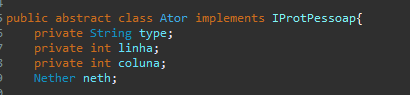 public abstract class Ator implements IProtPessoap{
private String type;
private int linha;
private int coluna;
Nether neth;